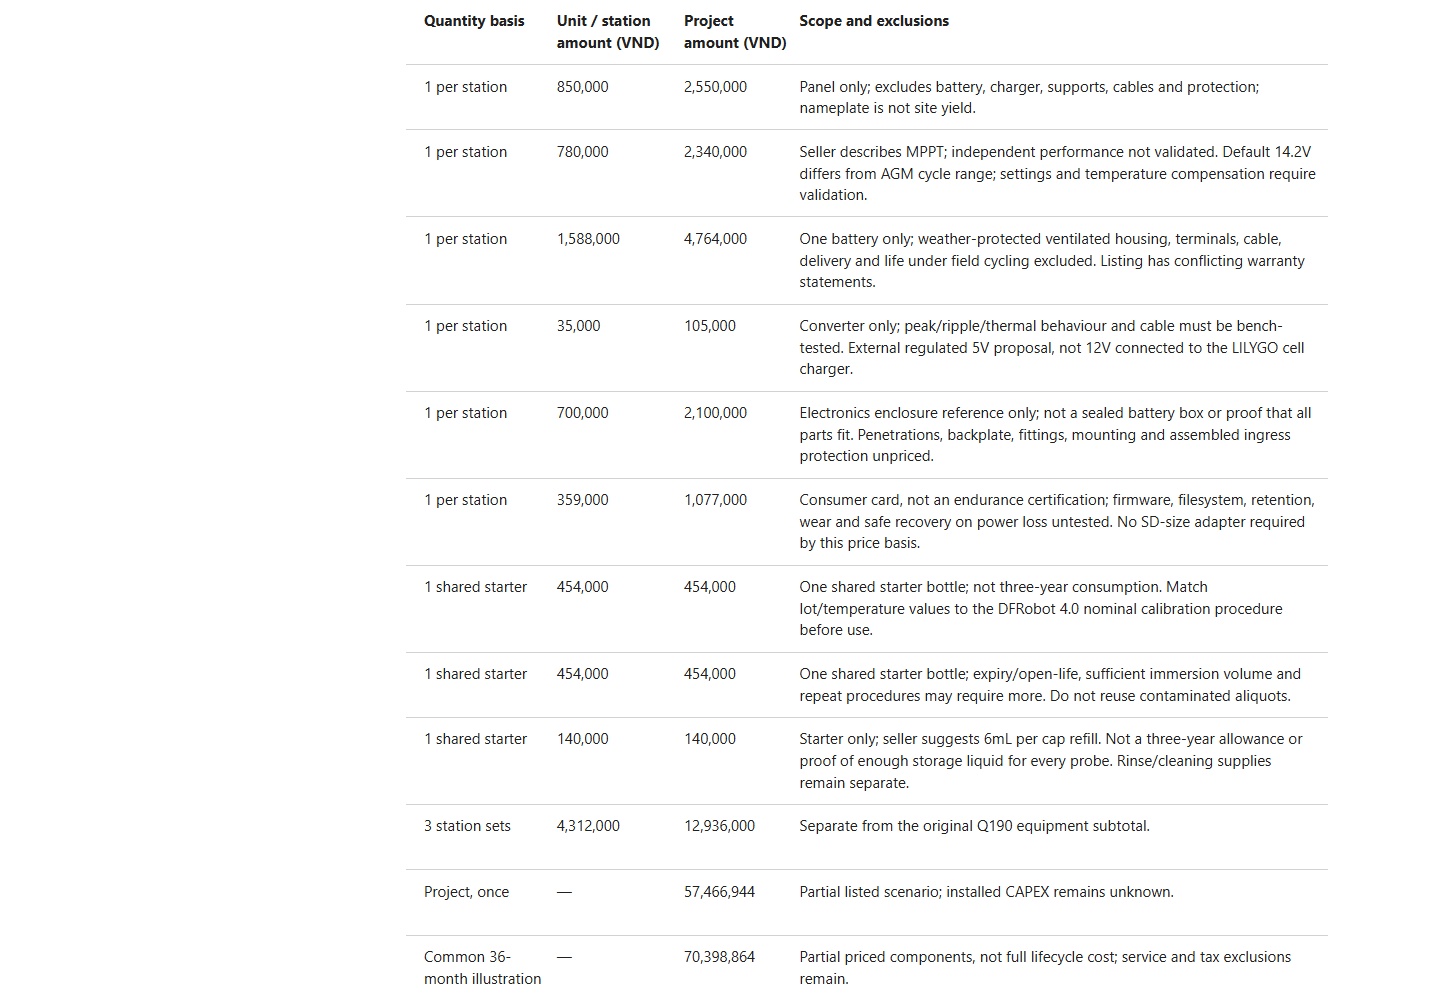 Quantity basis
Unit / station
amount (VND)
Project
amount (VND)
Scope and exclusions
1 per station
850,000
2,550,000
Panel only; excludes battery, charger, supports, cables and protection;
nameplate is not site yield.
1 per station
780,000
2,340,000
Seller describes MPPT; independent performance not validated. Default 14.2V
differs from AGM cycle range; settings and temperature compensation require
validation.
1 per station
1,588,000
4,764,000
One battery only; weather-protected ventilated housing, terminals, cable,
delivery and life under field cycling excluded. Listing has conflicting warranty
statements.
1 per station
35,000
105,000
Converter only; peak/ripple/thermal behaviour and cable must be bench-
tested. External regulated 5V proposal, not 12V connected to the LILYGO cell
charger.
1 per station
700,000
2,100,000
Electronics enclosure reference only; not a sealed battery box or proof that all
parts fit. Penetrations, backplate, fittings, mounting and assembled ingress
protection unpriced.
1 per station
359,000
1,077,000
Consumer card, not an endurance certification; firmware, filesystem, retention,
wear and safe recovery on power loss untested. No SD-size adapter required
by this price basis.
1 shared starter
454,000
454,000
One shared starter bottle; not three-year consumption. Match
lot/temperature values to the DFRobot 4.0 nominal calibration procedure
before use.
1 shared starter
454,000
454,000
One shared starter bottle; expiry/open-life, sufficient immersion volume and
repeat procedures may require more. Do not reuse contaminated aliquots.
1 shared starter
140,000
140,000
Starter only; seller suggests 6mL per cap refill. Not a three-year allowance or
proof of enough storage liquid for every probe. Rinse/cleaning supplies
remain separate.
3 station sets
4,312,000
12,936,000
Separate from the original Q190 equipment subtotal.
Project, once
—
57,466,944
Partial listed scenario; installed CAPEX remains unknown.
Common 36-
month illustration
—
70,398,864
Partial priced components, not full lifecycle cost; service and tax exclusions
remain.